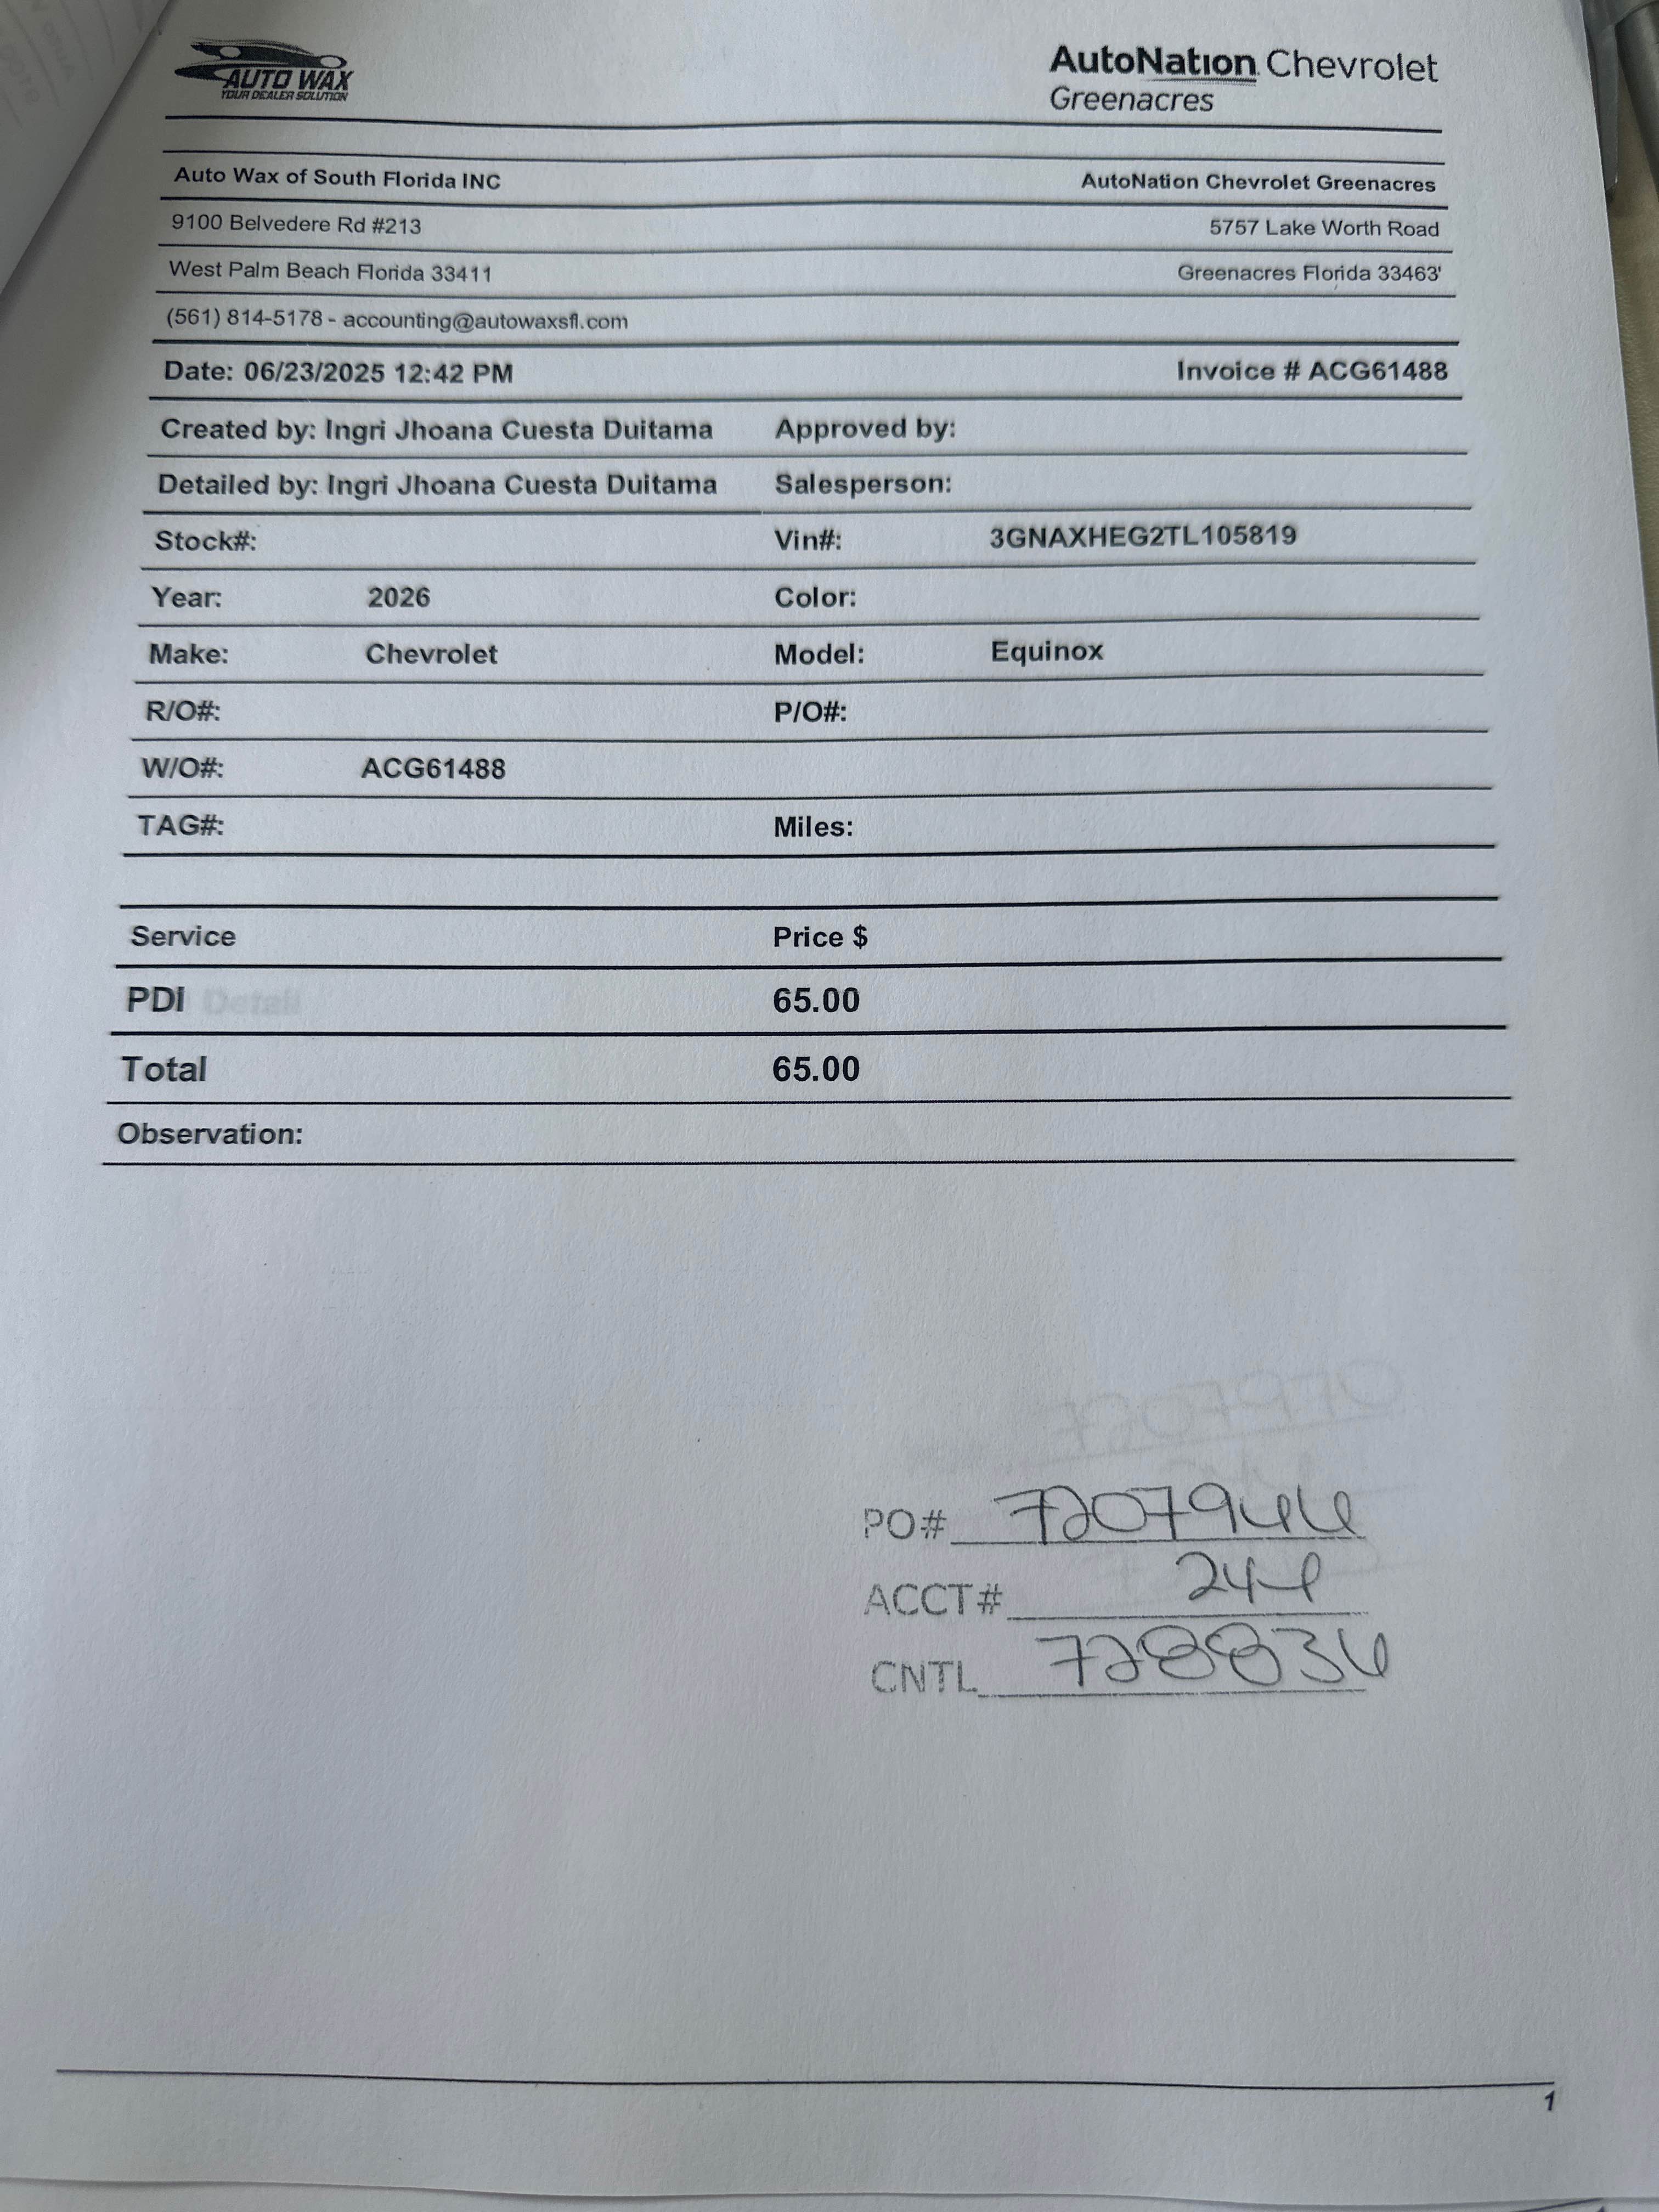 AUTO WAX
YOUR DEALER SOLUTION
AutoNation Chevrolet
Greenacres
Auto Wax of South Florida INC AutoNation Chevrolet Greenacres
9100 Belvedere Rd #213 5757 Lake Worth Road
West Palm Beach Florida 33411 Greenacres Florida 33463'
(561) 814-5178 - accounting@autowaxsfl.com
Date: 06/23/2025 12:42 PM Invoice # ACG61488
Created by: Ingri Jhoana Cuesta Duitama Approved by:
Detailed by: Ingri Jhoana Cuesta Duitama Salesperson:
Stock#: Vin#: 3GNAXHEG2TL105819
Year: 2026 Color:
Make: Chevrolet Model: Equinox
R/O#: P/O#:
W/O#: ACG61488
TAG#: Miles:
Service Price $
PDI Detail 65.00
Total 65.00
Observation:
PO#
ACCT#
CNTL 728836
1